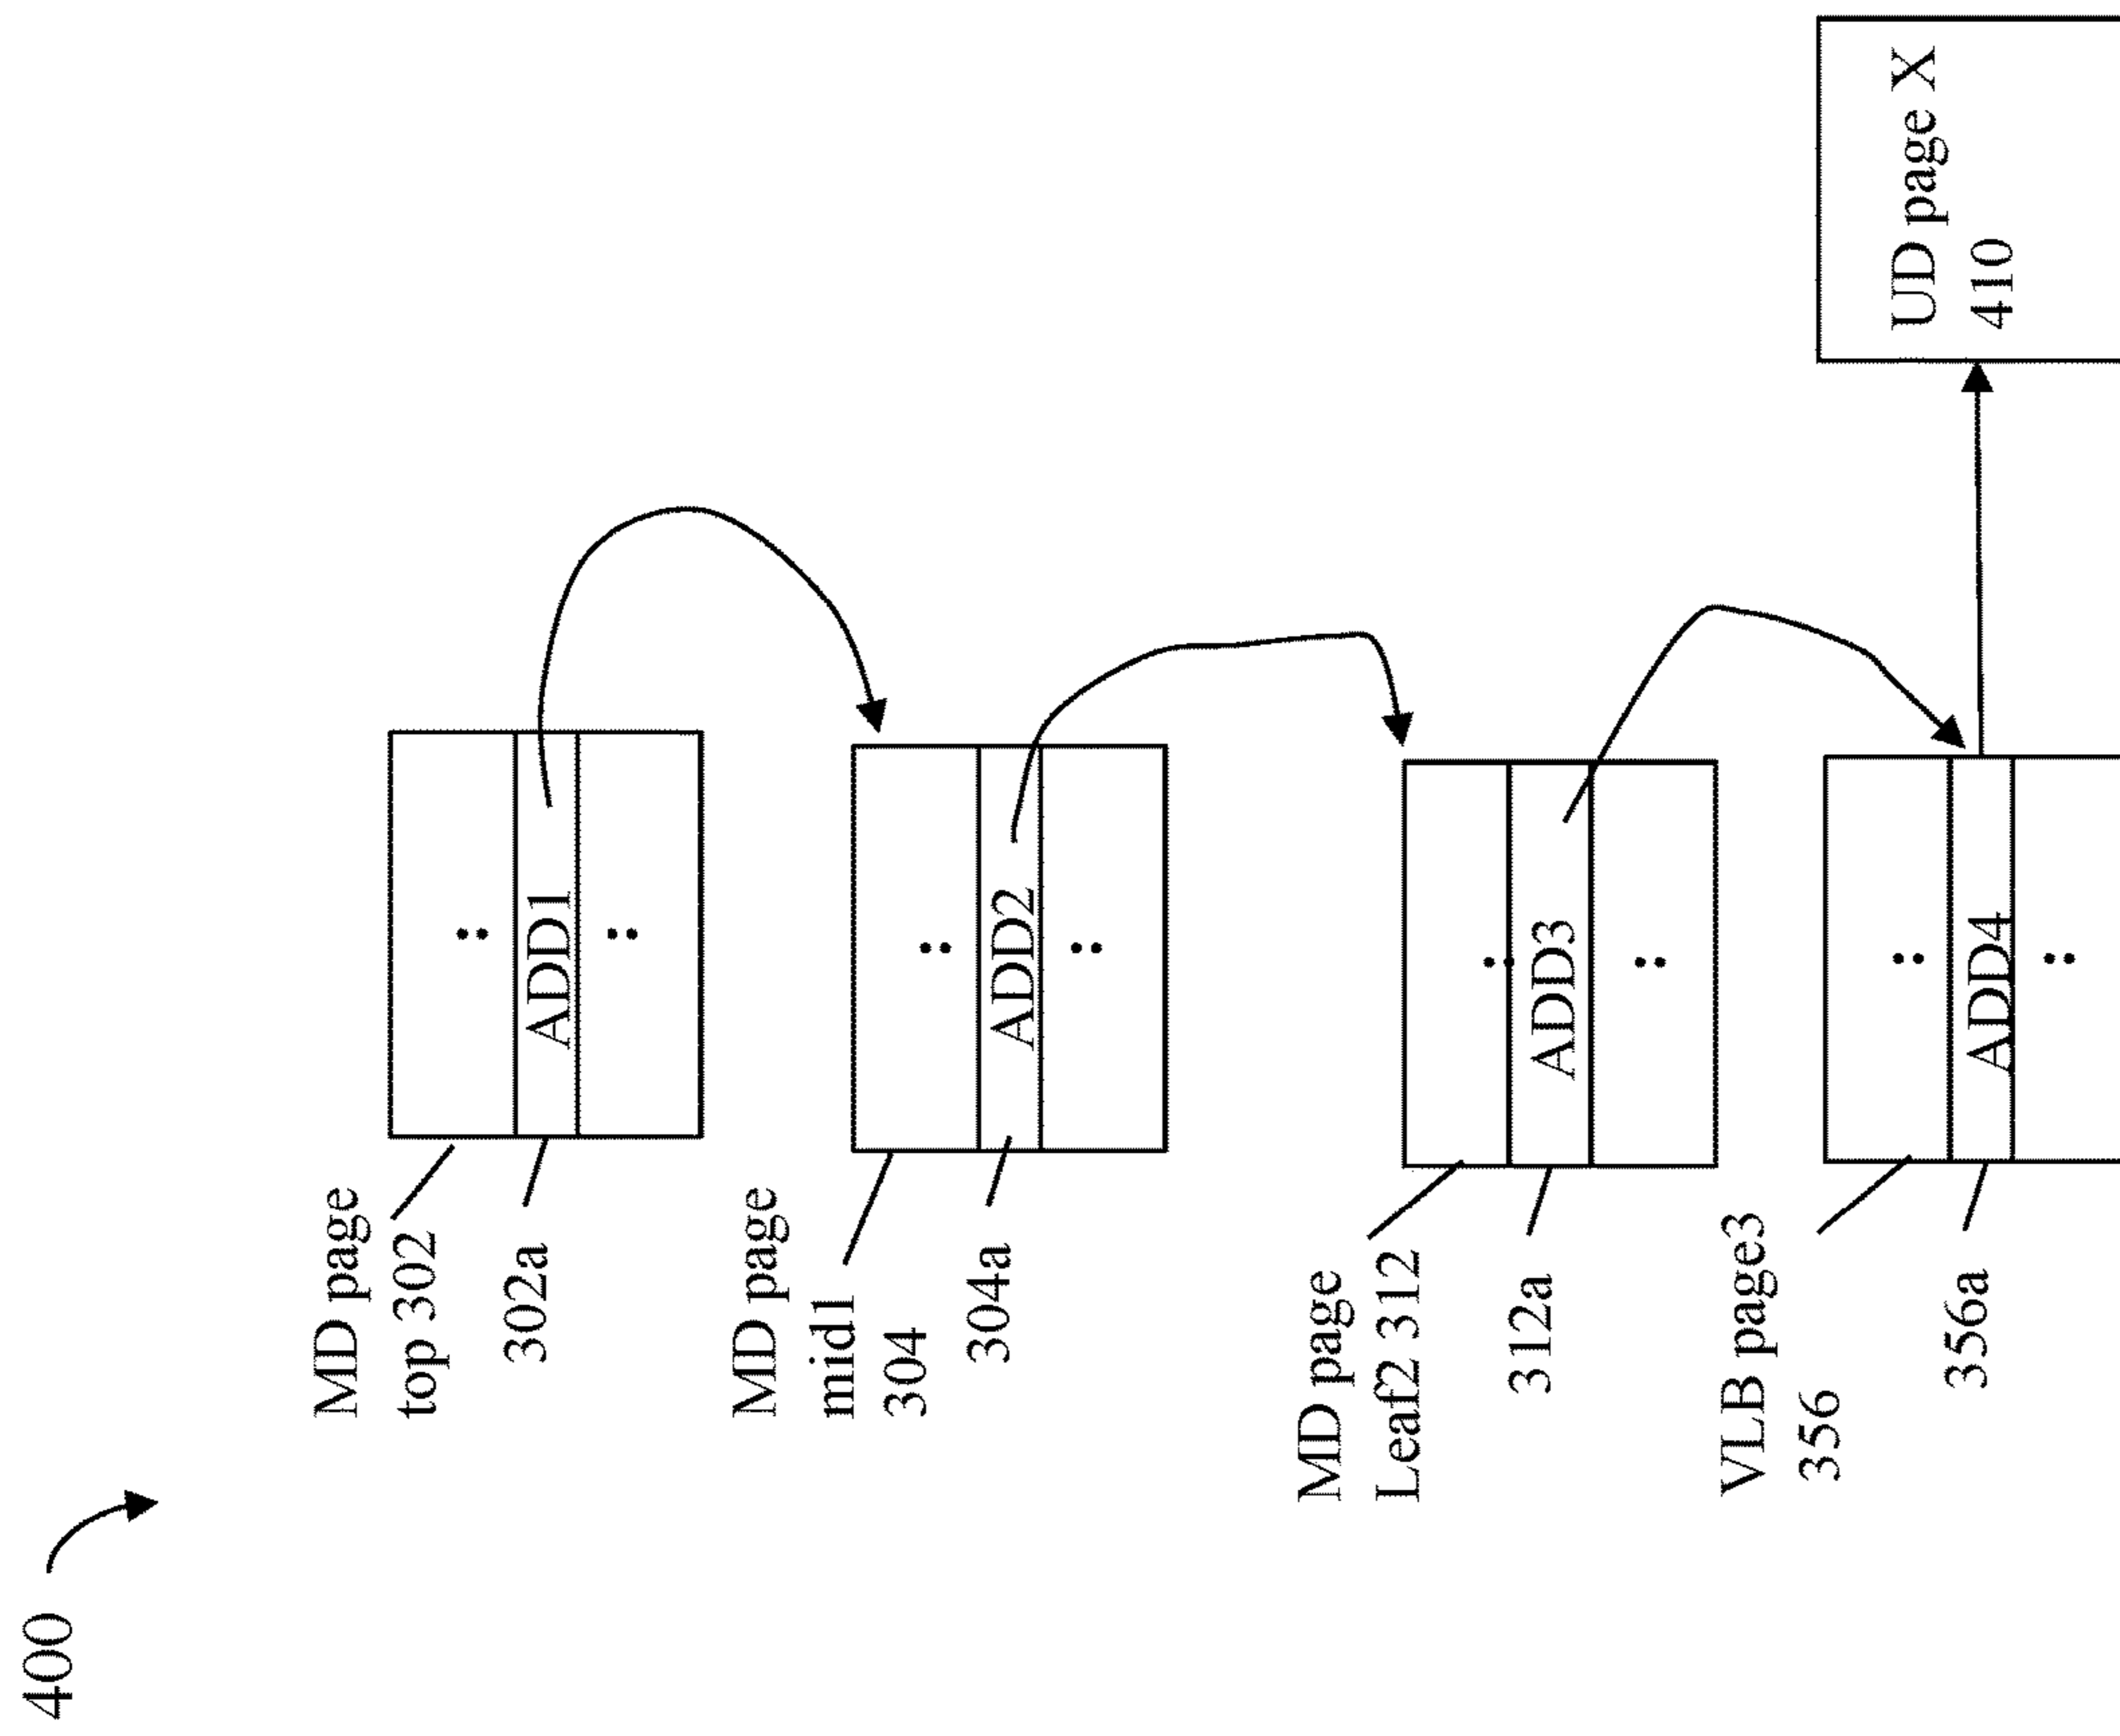 400
MD page
top 302
302a
ADD1
MD page
mid1
304
304a
ADD2
MD page
Leaf2 312
312a
ADD3
VLB page3
356
356a
ADD4
UD page X
410